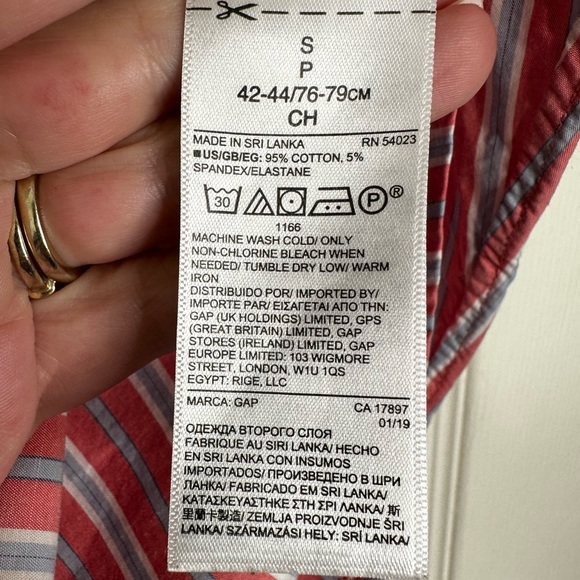 S
P
42-44/76-79CM
CH
MADE IN SRI LANKA RN 54023
■US/GB/EG: 95% COTTON, 5%
SPANDEX/ELASTANE
30 P®
1166
MACHINE WASH COLD/ ONLY
NON-CHLORINE BLEACH WHEN
NEEDED/ TUMBLE DRY LOW/ WARM
IRON
DISTRIBUTED POR/ IMPORTED BY/
IMPORTE PAR/ ΕΙΣΑΓΕΤΑΙ ΑΠΟ ΤΗΝ:
GAP (UK HOLDINGS) LIMITED, GPS
(GREAT BRITAIN) LIMITED, GAP
STORES (IRELAND) LIMITED, GAP
EUROPE LIMITED: 103 WIGMORE
STREET, LONDON, W1U 1QS
EGYPT: RIGE, LLC
MARCA: GAP CA 17897
01/19
ОДЕЖДА ВТОРОГО СЛОЯ
FABRIQUE AU SRI LANKA/ HECHO
EN SRI LANKA CON INSUMOS
IMPORTADOS/ ПРОИЗВЕДЕНО В ШРИ
ЛАНКА/ FABRICADO EM SRI LANKA/
ΚΑΤΑΣΚΕΥΑΣΤΗΚΕ ΣΤΗ ΣΡΙ ΛΑΝΚΑ/ 斯
里蘭卡製造/ ZEMLJA PROIZVODNJE ŠRI
LANKA/ SZÁRMAZÁSI HELY: SRÍ LANKA/